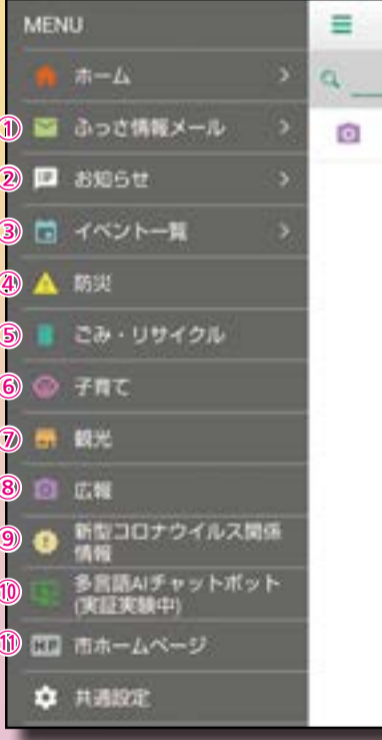 MENU
ホーム
① ふっさ情報メール
② お知らせ
③ イベント一覧
④ 防災
⑤ ごみ・リサイクル
⑥ 子育て
⑦ 観光
⑧ 広報
⑨ 新型コロナウイルス関係
情報
⑩ 多言語AIチャットボット
(実証実験中)
⑪ HP 市ホームページ
共通設定